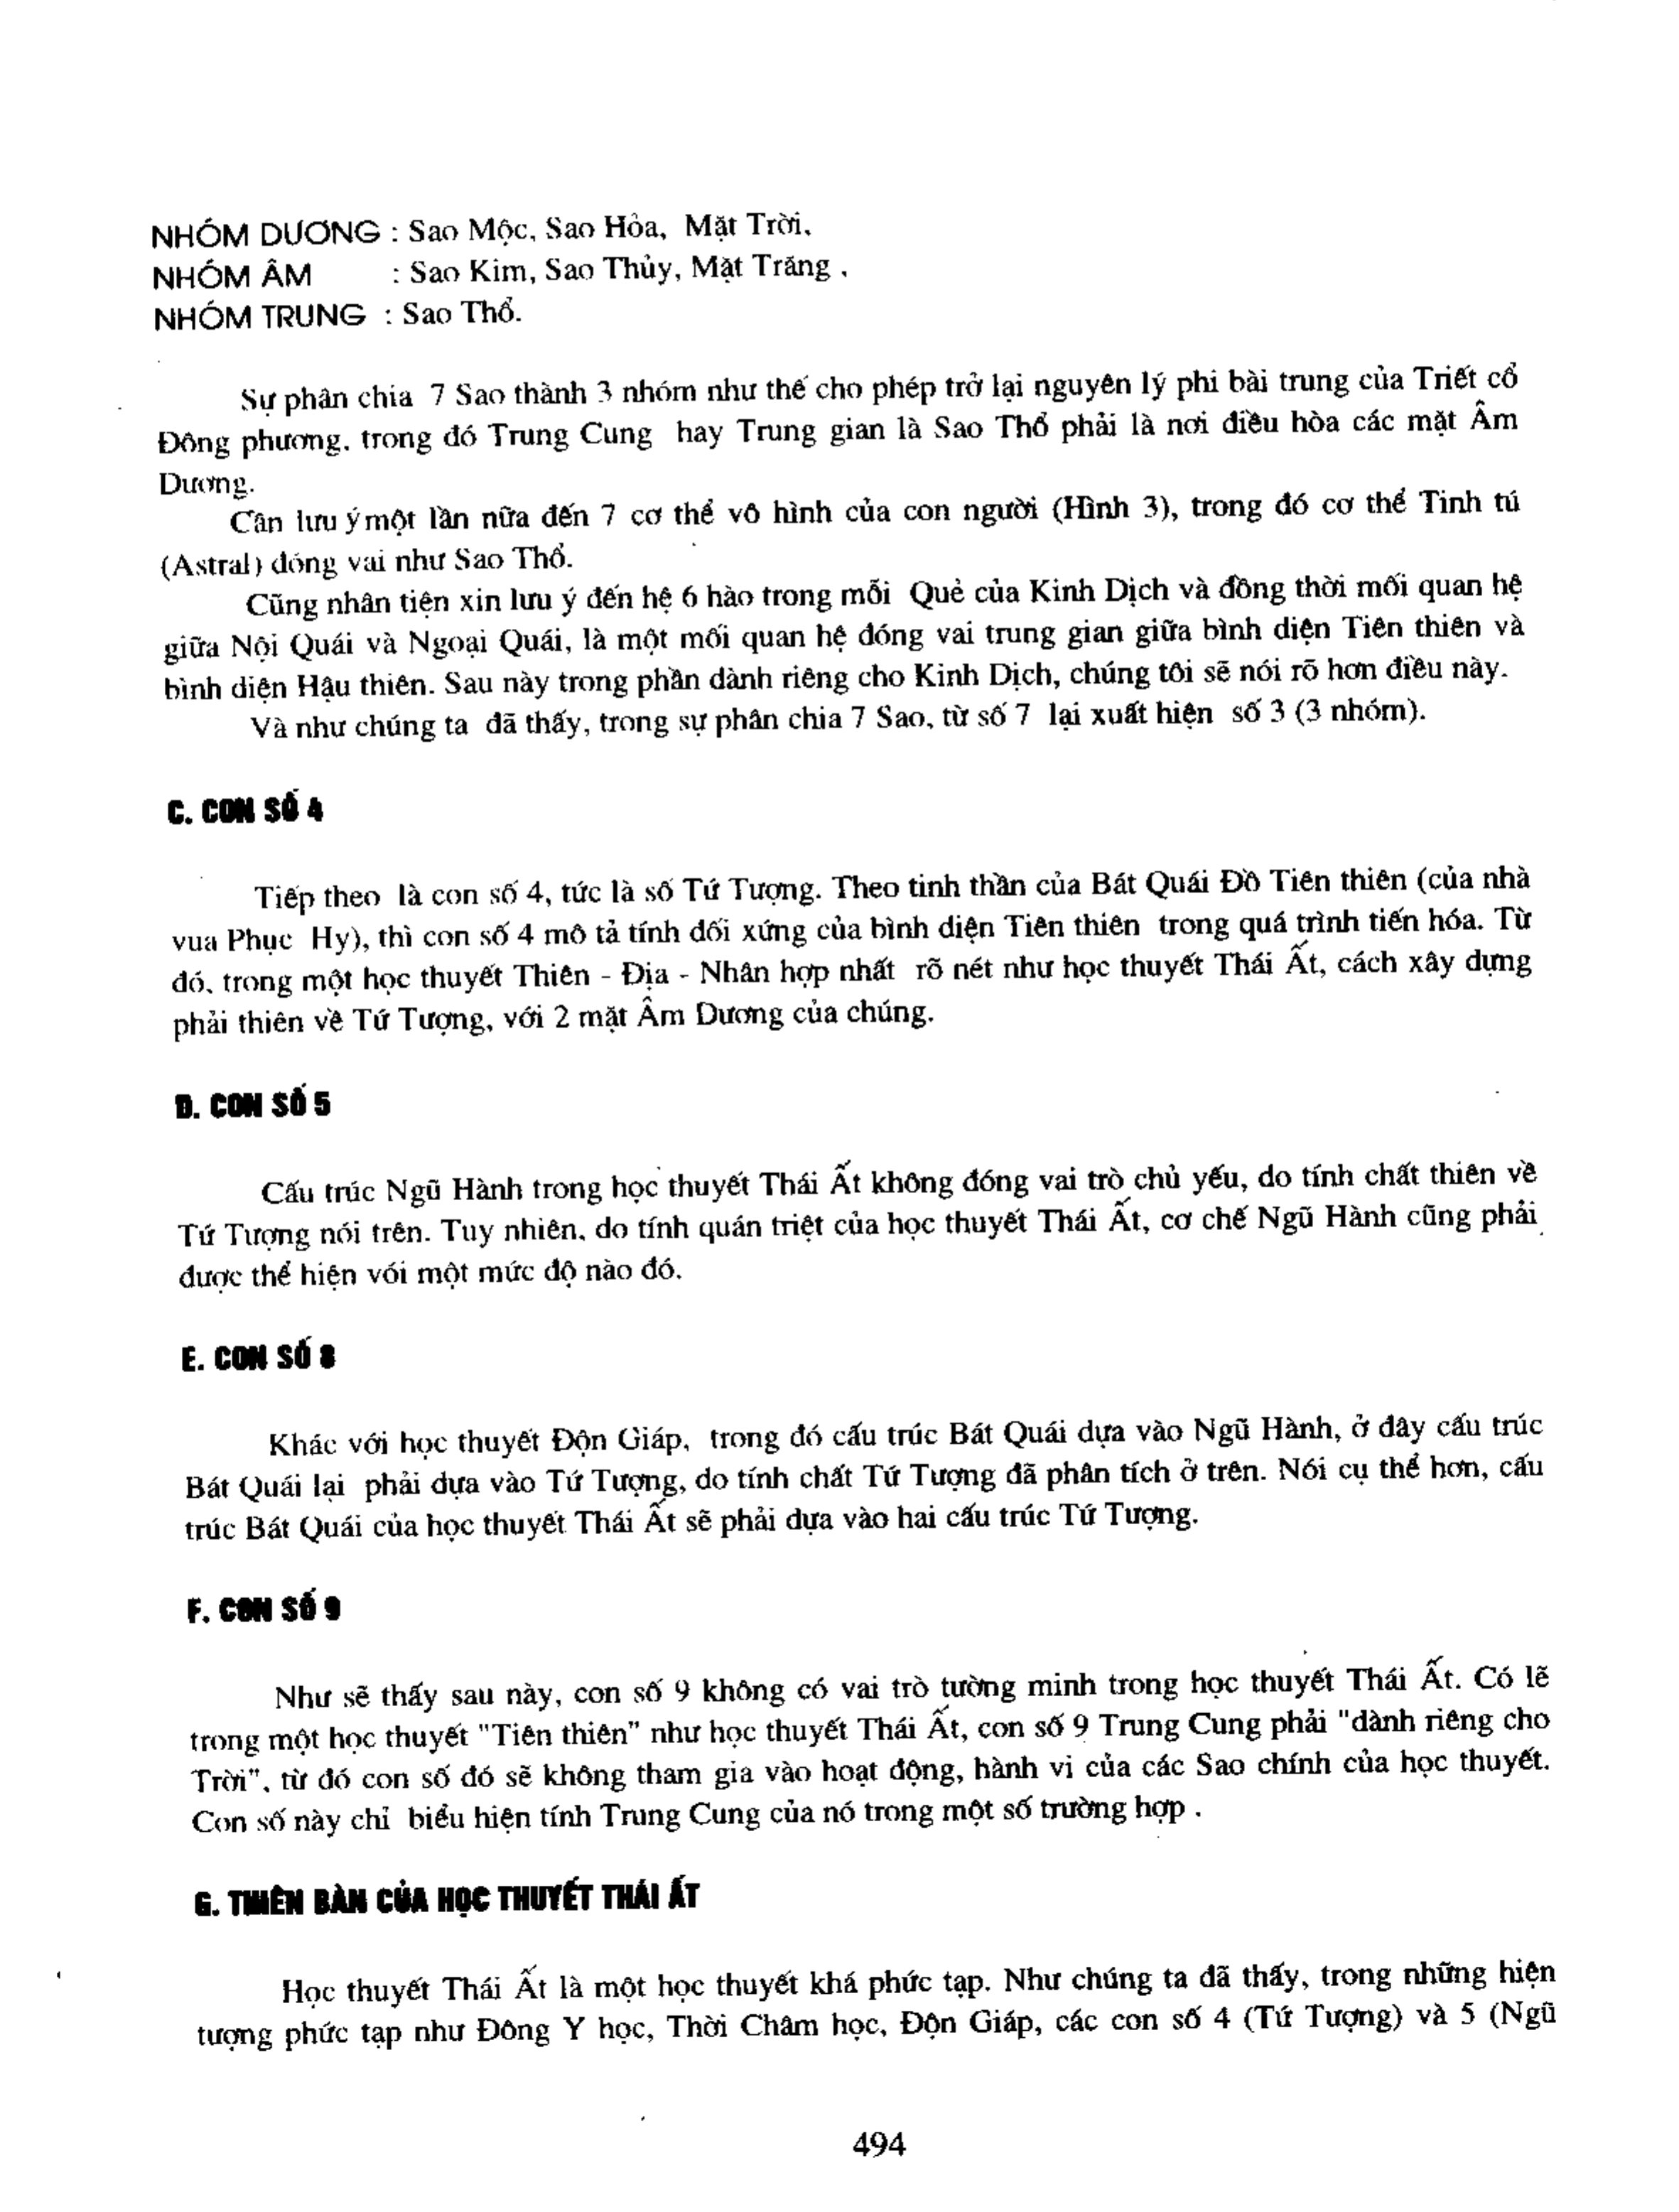 NHÓM DƯƠNG : Sao Mộc, Sao Hỏa, Mặt Trời,
NHÓM ÂM : Sao Kim, Sao Thủy, Mặt Trăng .
NHÓM TRUNG : Sao Thổ.
Sự phân chia 7 Sao thành 3 nhóm như thế cho phép trở lại nguyên lý phi bài trung của Triết cổ
Đông phương, trong đó Trung Cung hay Trung gian là Sao Thổ phải là nơi điều hòa các mặt Âm
Dương.
Cần lưu ý một lần nữa đến 7 cơ thể vô hình của con người (Hình 3), trong đó cơ thể Tinh tú
(Astral) đóng vai như Sao Thổ.
Cũng nhân tiện xin lưu ý đến hệ 6 hào trong mỗi Quẻ của Kinh Dịch và đồng thời mối quan hệ
giữa Nội Quái và Ngoại Quái, là một mối quan hệ đóng vai trung gian giữa bình diện Tiên thiên và
bình diện Hậu thiên. Sau này trong phần dành riêng cho Kinh Dịch, chúng tôi sẽ nói rõ hơn điều này.
Và như chúng ta đã thấy, trong sự phân chia 7 Sao, từ số 7 lại xuất hiện số 3 (3 nhóm).
C. CON SỐ 4
Tiếp theo là con số 4, tức là số Tứ Tượng. Theo tinh thần của Bát Quái Đồ Tiên thiên (của nhà
vua Phục Hy), thì con số 4 mô tả tính đối xứng của bình diện Tiên thiên trong quá trình tiến hóa. Từ
đó, trong một học thuyết Thiên - Địa - Nhân hợp nhất rõ nét như học thuyết Thái Ất, cách xây dựng
phải thiên về Tứ Tượng, với 2 mặt Âm Dương của chúng.
D. CON SỐ 5
Cấu trúc Ngũ Hành trong học thuyết Thái Ất không đóng vai trò chủ yếu, do tính chất thiên về
Tứ Tượng nói trên. Tuy nhiên, do tính quán triệt của học thuyết Thái Ất, cơ chế Ngũ Hành cũng phải
được thể hiện vói một mức độ nào đó.
E. CON SỐ 8
Khác với học thuyết Độn Giáp, trong đó cấu trúc Bát Quái dựa vào Ngũ Hành, ở đây cấu trúc
Bát Quái lại phải dựa vào Tứ Tượng, do tính chất Tứ Tượng đã phân tích ở trên. Nói cụ thể hơn, cấu
trúc Bát Quái của học thuyết Thái Ất sẽ phải dựa vào hai cấu trúc Tứ Tượng.
F. CON SỐ 9
Như sẽ thấy sau này, con số 9 không có vai trò tường minh trong học thuyết Thái Ất. Có lẽ
trong một học thuyết "Tiên thiên" như học thuyết Thái Ất, con số 9 Trung Cung phải "dành riêng cho
Trời", từ đó con số đó sẽ không tham gia vào hoạt động, hành vi của các Sao chính của học thuyết.
Con số này chỉ biểu hiện tính Trung Cung của nó trong một số trường hợp .
G. THIÊN BÀN CỦA HỌC THUYẾT THÁI ẤT
Học thuyết Thái Ất là một học thuyết khá phức tạp. Như chúng ta đã thấy, trong những hiện
tượng phức tạp như Đông Y học, Thời Châm học, Độn Giáp, các con số 4 (Tứ Tượng) và 5 (Ngũ
494